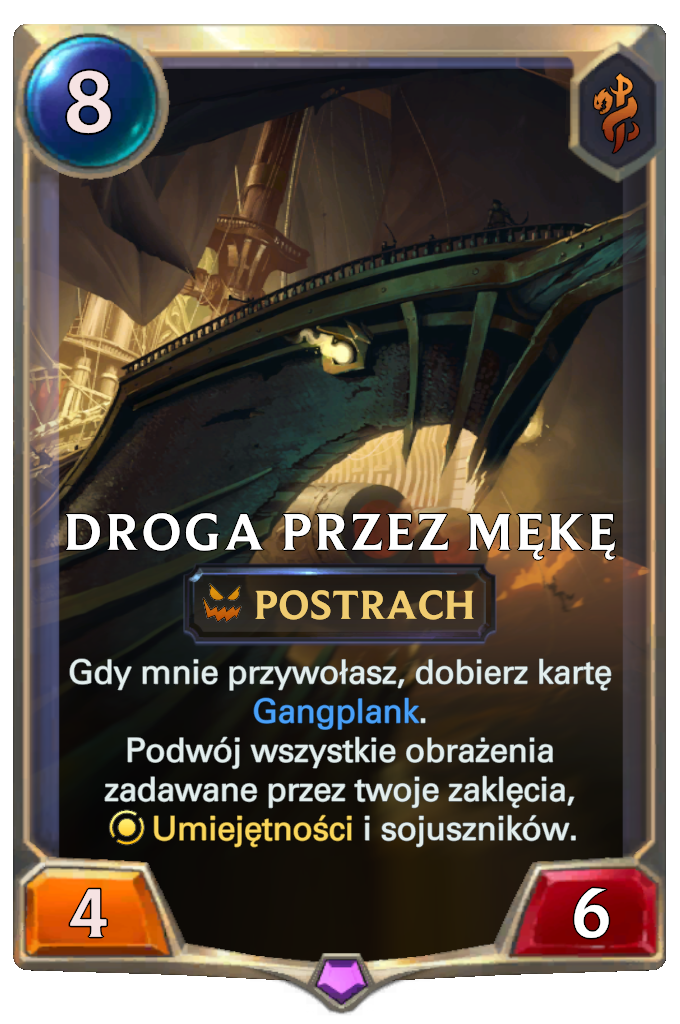 8
DROGA PRZEZ MĘKĘ
POSTRACH
Gdy mnie przywołasz, dobierz kartę
Gangplank.
Podwój wszystkie obrażenia
zadawane przez twoje zaklęcia,
Umiejętności i sojuszników.
4
6